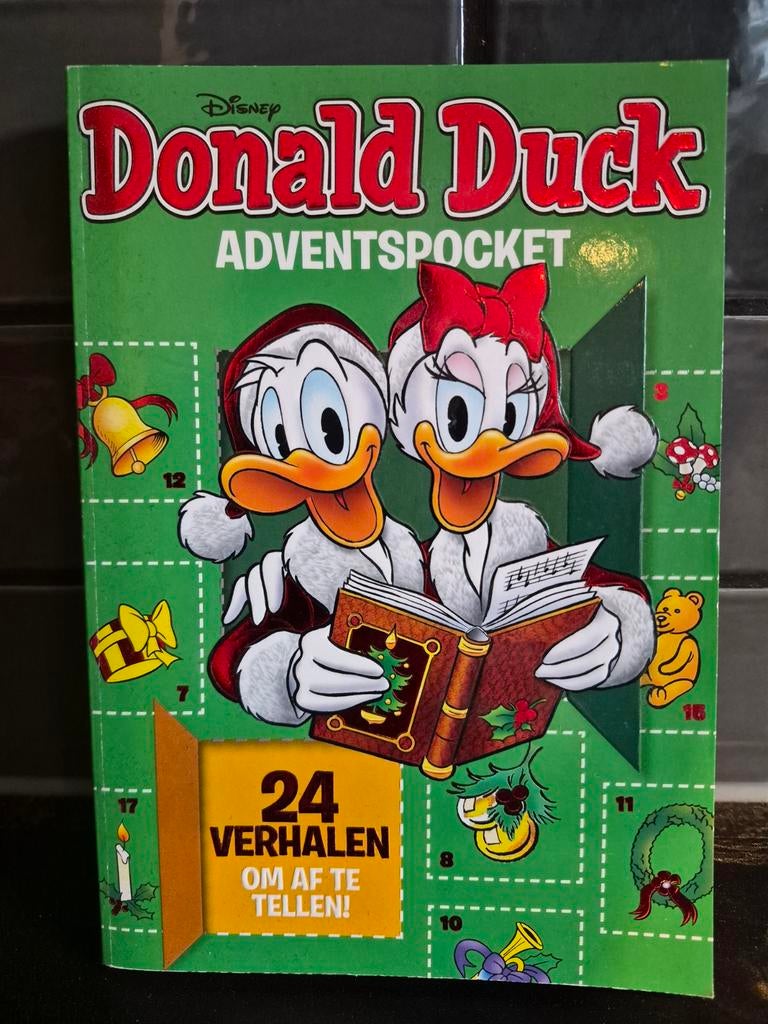 Disney
Donald Duck
ADVENTSPOCKET
3
12
7
15
24
VERHALEN
OM AF TE
TELLEN!
17
8
11
10